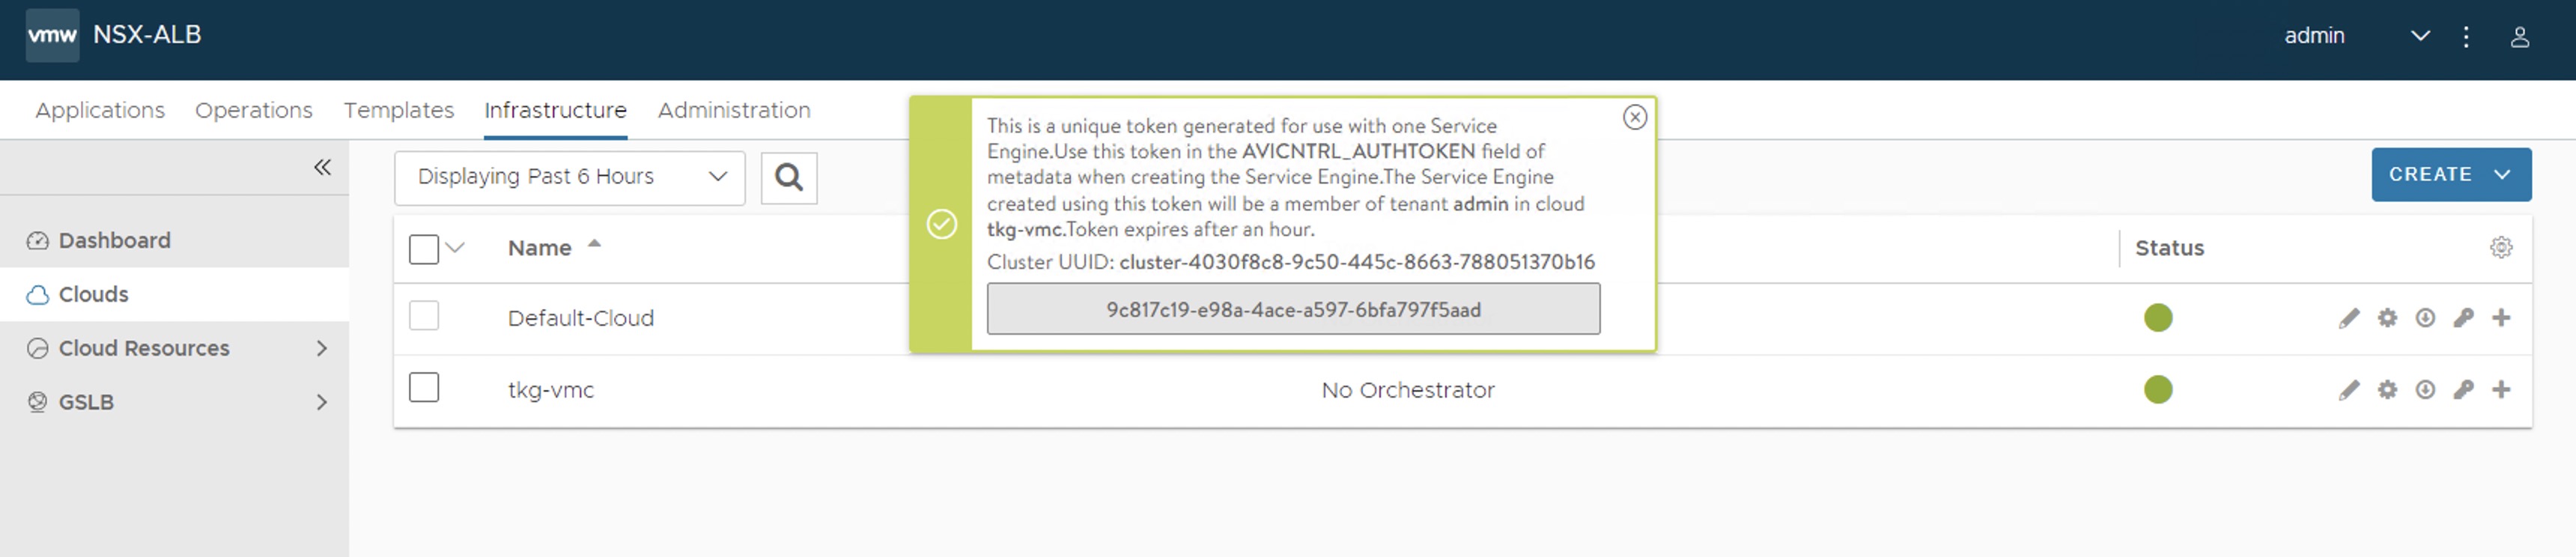 vmw NSX-ALB admin
Applications Operations Templates Infrastructure Administration
This is a unique token generated for use with one Service
Engine.Use this token in the AVICNTRL_AUTHTOKEN field of
metadata when creating the Service Engine.The Service Engine
created using this token will be a member of tenant admin in cloud
tkg-vmc.Token expires after an hour.
Cluster UUID: cluster-4030f8c8-9c50-445c-8663-788051370b16
9c817c19-e98a-4ace-a597-6bfa797f5aad
Displaying Past 6 Hours
CREATE
Dashboard
Clouds
Cloud Resources
GSLB
Name Status
Default-Cloud
tkg-vmc No Orchestrator